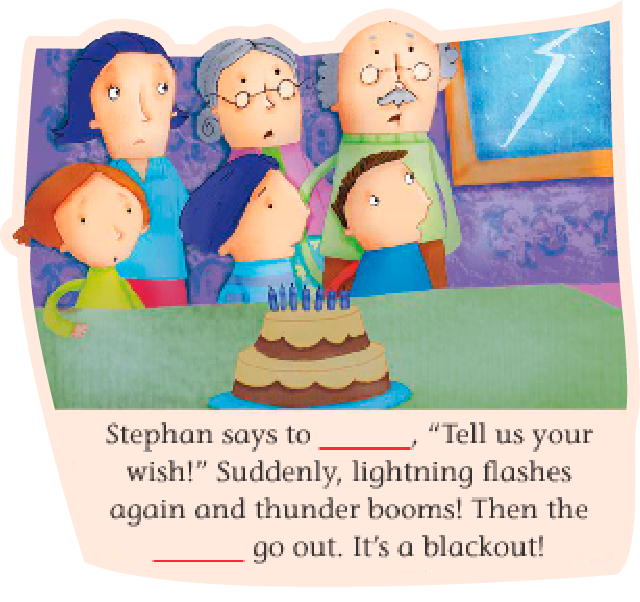 Stephan says to ______, “Tell us your
wish!” Suddenly, lightning flashes
again and thunder booms! Then the
______ go out. It’s a blackout!